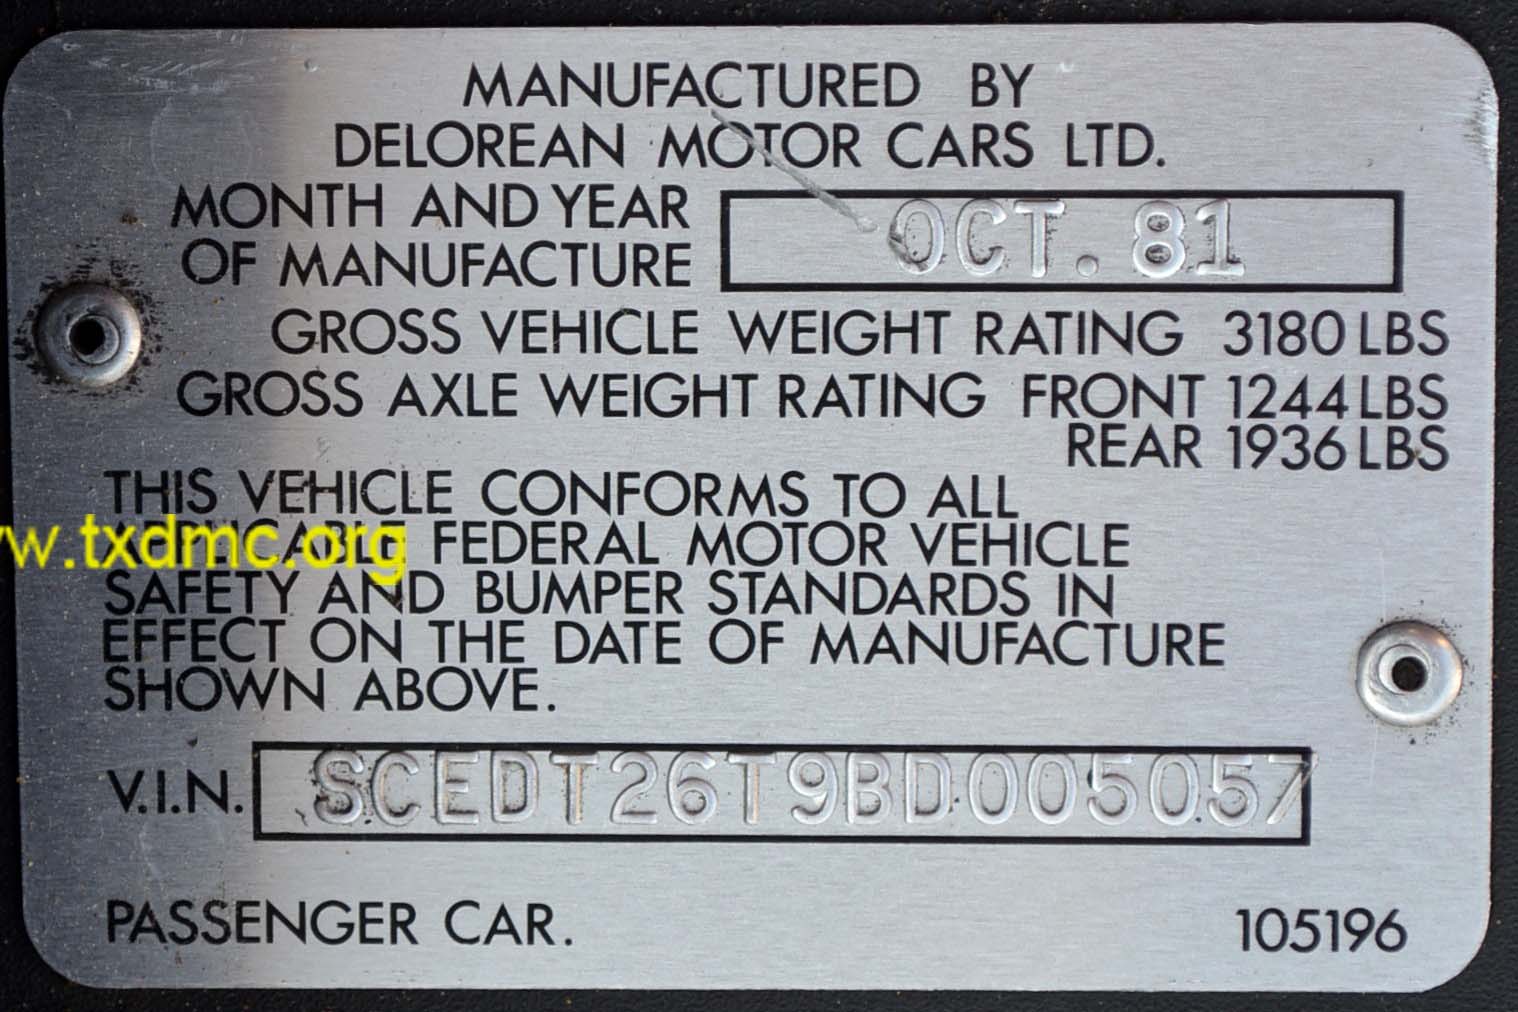 MANUFACTURED BY
DELOREAN MOTOR CARS LTD.
MONTH AND YEAR
OF MANUFACTURE OCT. 81
GROSS VEHICLE WEIGHT RATING 3180 LBS
GROSS AXLE WEIGHT RATING FRONT 1244 LBS
REAR 1936 LBS
THIS VEHICLE CONFORMS TO ALL
APPLICABLE FEDERAL MOTOR VEHICLE
w.txdmc.org
SAFETY AND BUMPER STANDARDS IN
EFFECT ON THE DATE OF MANUFACTURE
SHOWN ABOVE.
V.I.N. SCEDT26T9BD005057
PASSENGER CAR. 105196